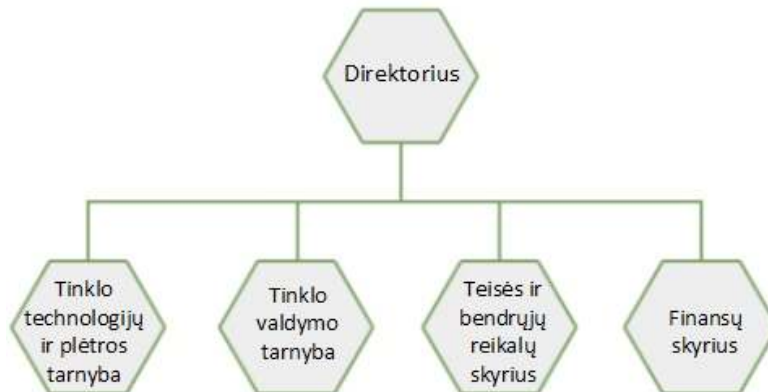 Direktorius
Tinklo
technologijų
ir plėtros
tarnyba
Tinklo
valdymo
tarnyba
Teisės ir
bendrųjų
reikalų
skyrius
Finansų
skyrius